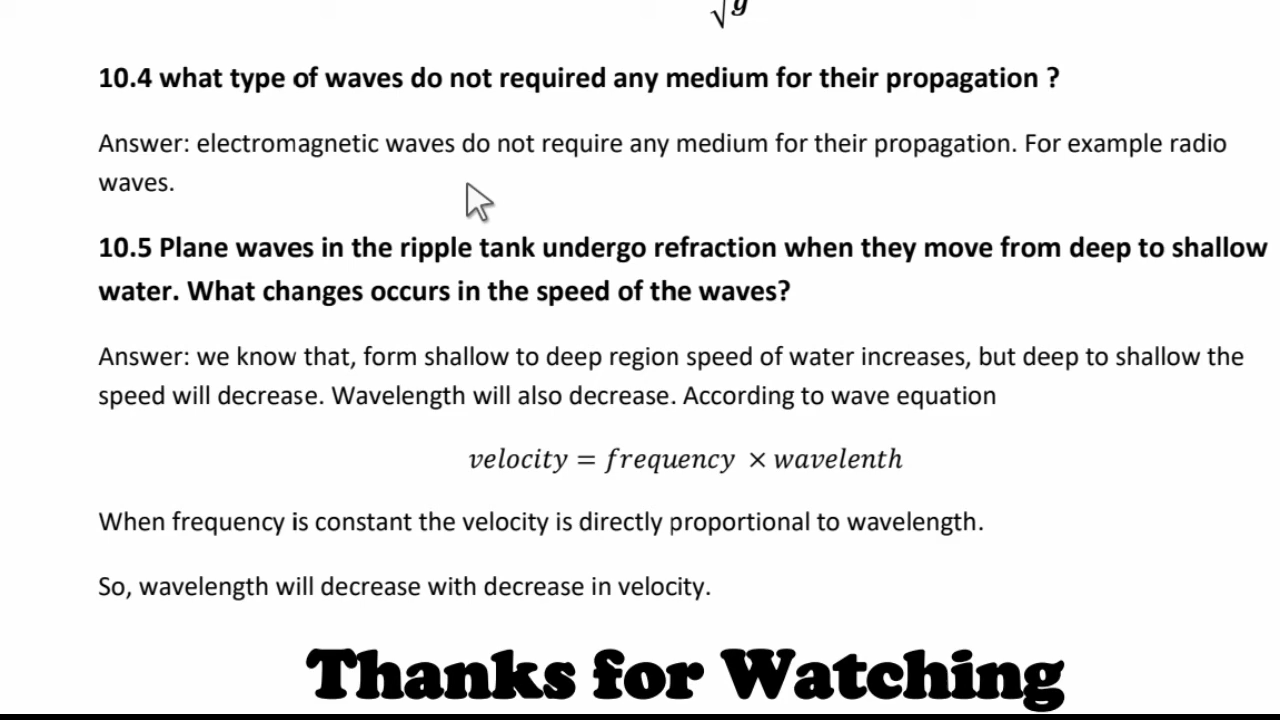 √g
10.4 what type of waves do not required any medium for their propagation ?
Answer: electromagnetic waves do not require any medium for their propagation. For example radio
waves.
10.5 Plane waves in the ripple tank undergo refraction when they move from deep to shallow
water. What changes occurs in the speed of the waves?
Answer: we know that, form shallow to deep region speed of water increases, but deep to shallow the
speed will decrease. Wavelength will also decrease. According to wave equation
velocity = frequency × wavelenth
When frequency is constant the velocity is directly proportional to wavelength.
So, wavelength will decrease with decrease in velocity.
Thanks for Watching